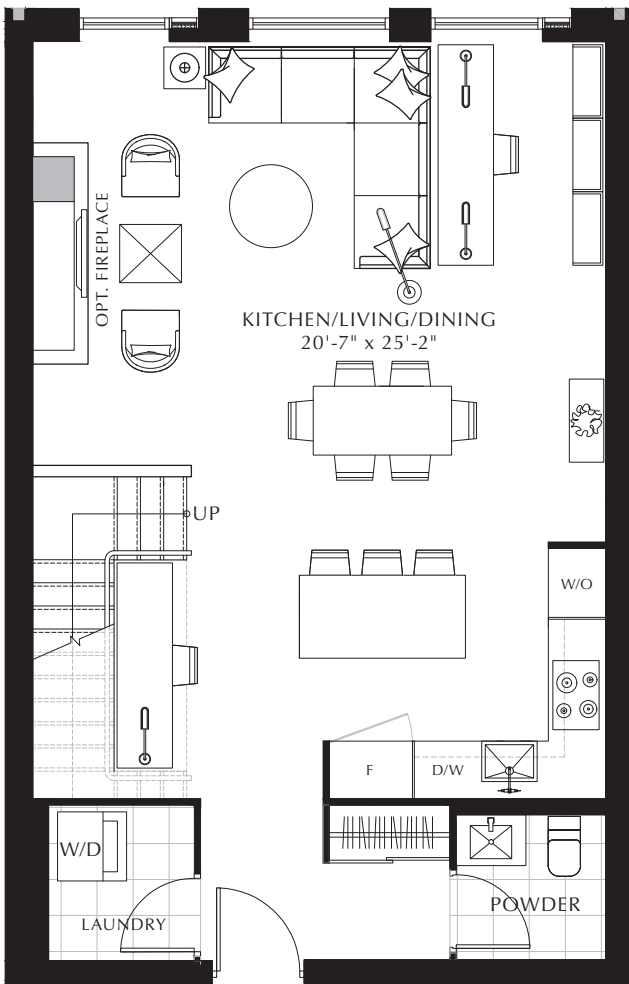 OPT. FIREPLACE
KITCHEN/LIVING/DINING
20'-7" x 25'-2"
UP
W/O
F
D/W
W/D
LAUNDRY
POWDER